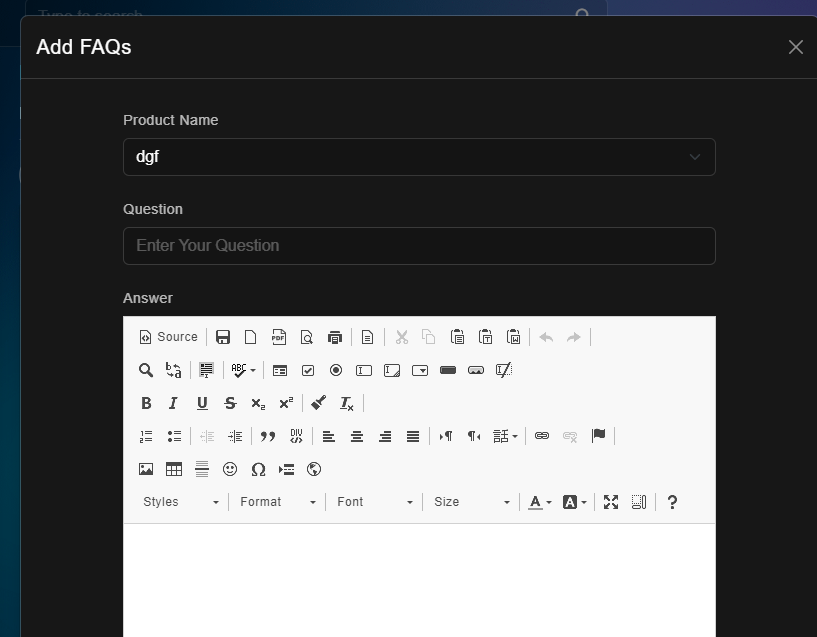 Type to search
Add FAQs
Product Name
dgf
Question
Enter Your Question
Answer
Source
Styles Format Font Size